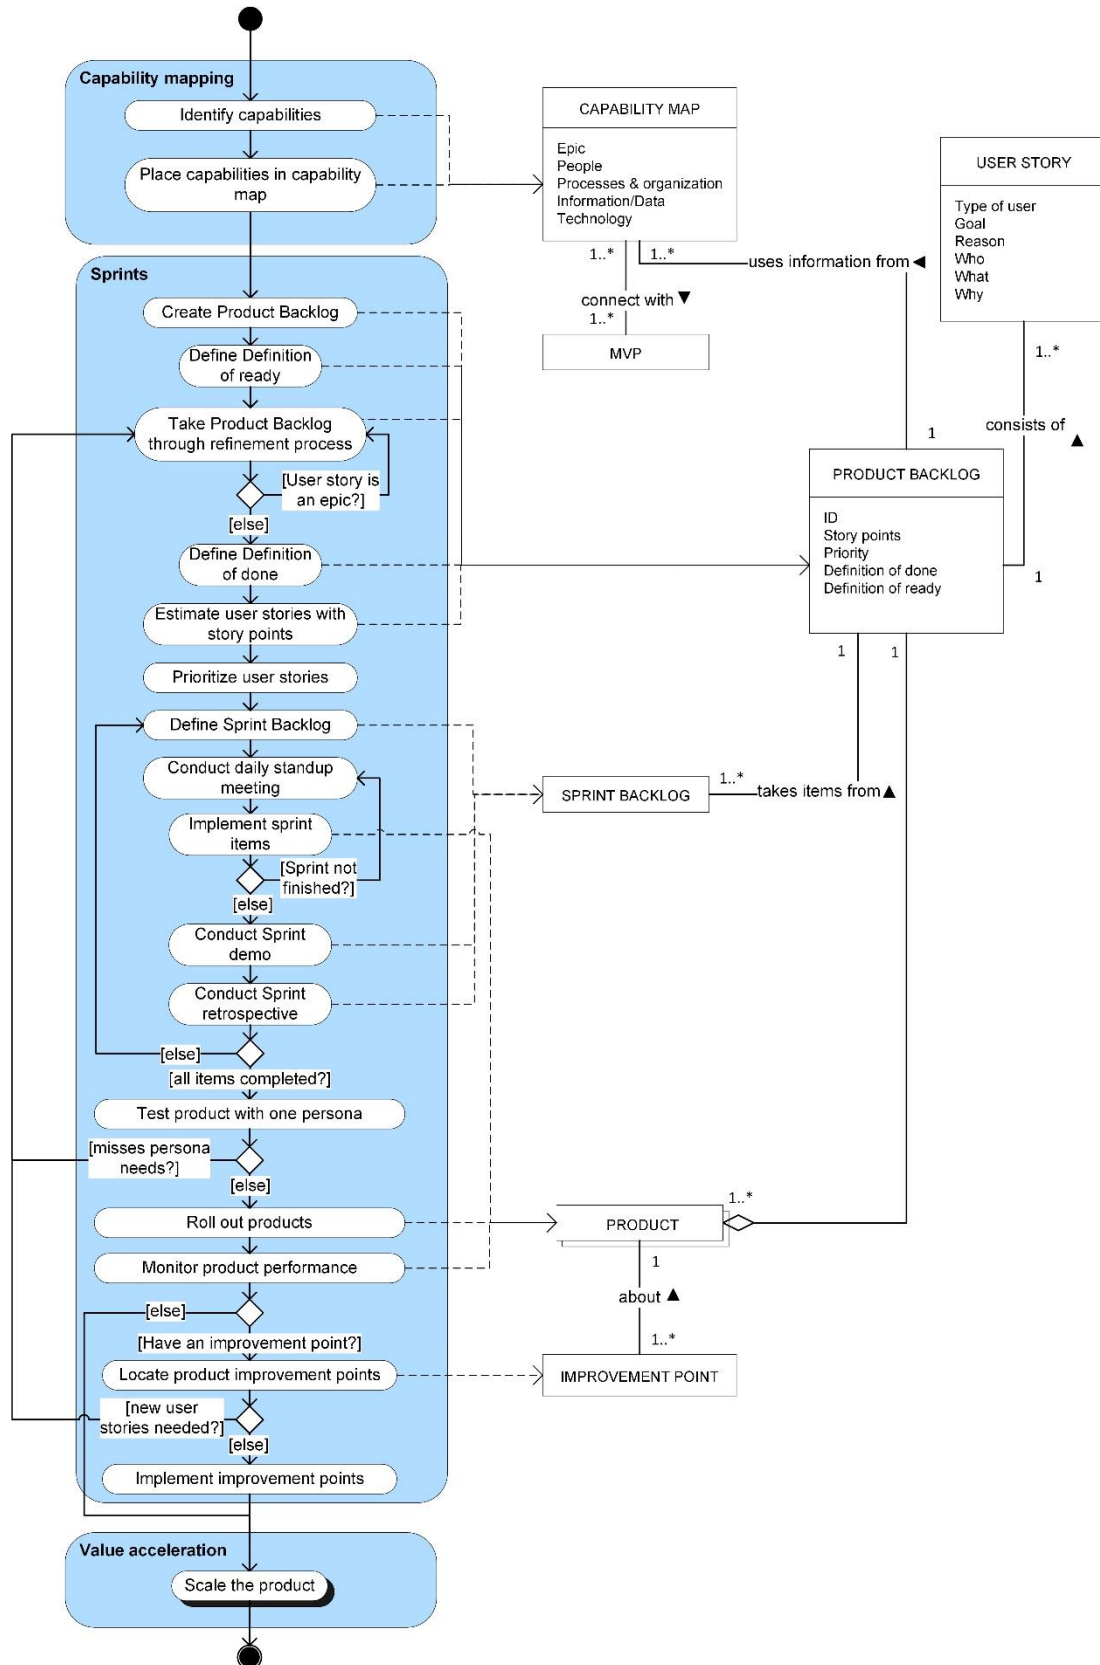 Capability mapping
Identify capabilities
Place capabilities in capability
map
CAPABILITY MAP
Epic
People
Processes & organization
Information/Data
Technology
USER STORY
Type of user
Goal
Reason
Who
What
Why
1..*
1..*
uses information from ◄
connect with ▼
1..*
MVP
1..*
consists of
▲
1
Sprints
Create Product Backlog
Define Definition
of ready
Take Product Backlog
through refinement process
[User story is
an epic?]
[else]
Define Definition
of done
Estimate user stories with
story points
Prioritize user stories
PRODUCT BACKLOG
ID
Story points
Priority
Definition of done
Definition of ready
1
1
1
Define Sprint Backlog
Conduct daily standup
meeting
Implement sprint
items
[Sprint not
finished?]
[else]
Conduct Sprint
demo
Conduct Sprint
retrospective
SPRINT BACKLOG
1..*
takes items from ▲
[else]
[all items completed?]
Test product with one persona
[misses persona
needs?]
[else]
Roll out products
Monitor product performance
PRODUCT
1..*
1
about ▲
1..*
IMPROVEMENT POINT
[else]
[Have an improvement point?]
Locate product improvement points
[new user
stories needed?]
[else]
Implement improvement points
Value acceleration
Scale the product